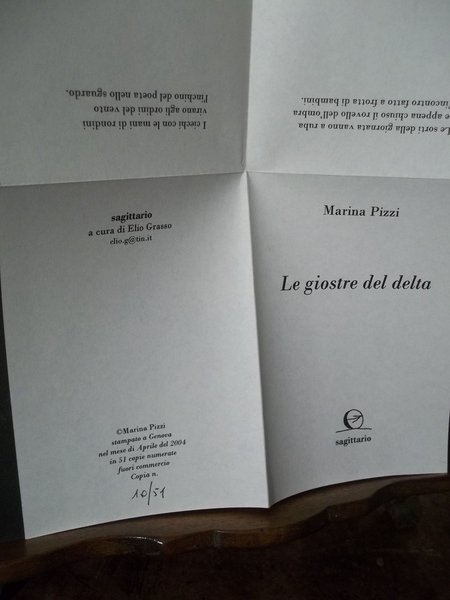 I ciechi con le mani di rondini
virano agli ordini del vento
l'inchino del poeta nello sguardo.
Le sorti della giornata vanno a ruba
e appena chiuso il rovello dell'ombra
l'incontro fatto a frotta di bambini.
sagittario
a cura di Elio Grasso
elio.g@tin.it
©Marina Pizzi
stampato a Genova
nel mese di Aprile del 2004
in 51 copie numerate
fuori commercio
Copia n.
10/51
Marina Pizzi
Le giostre del delta
sagittario